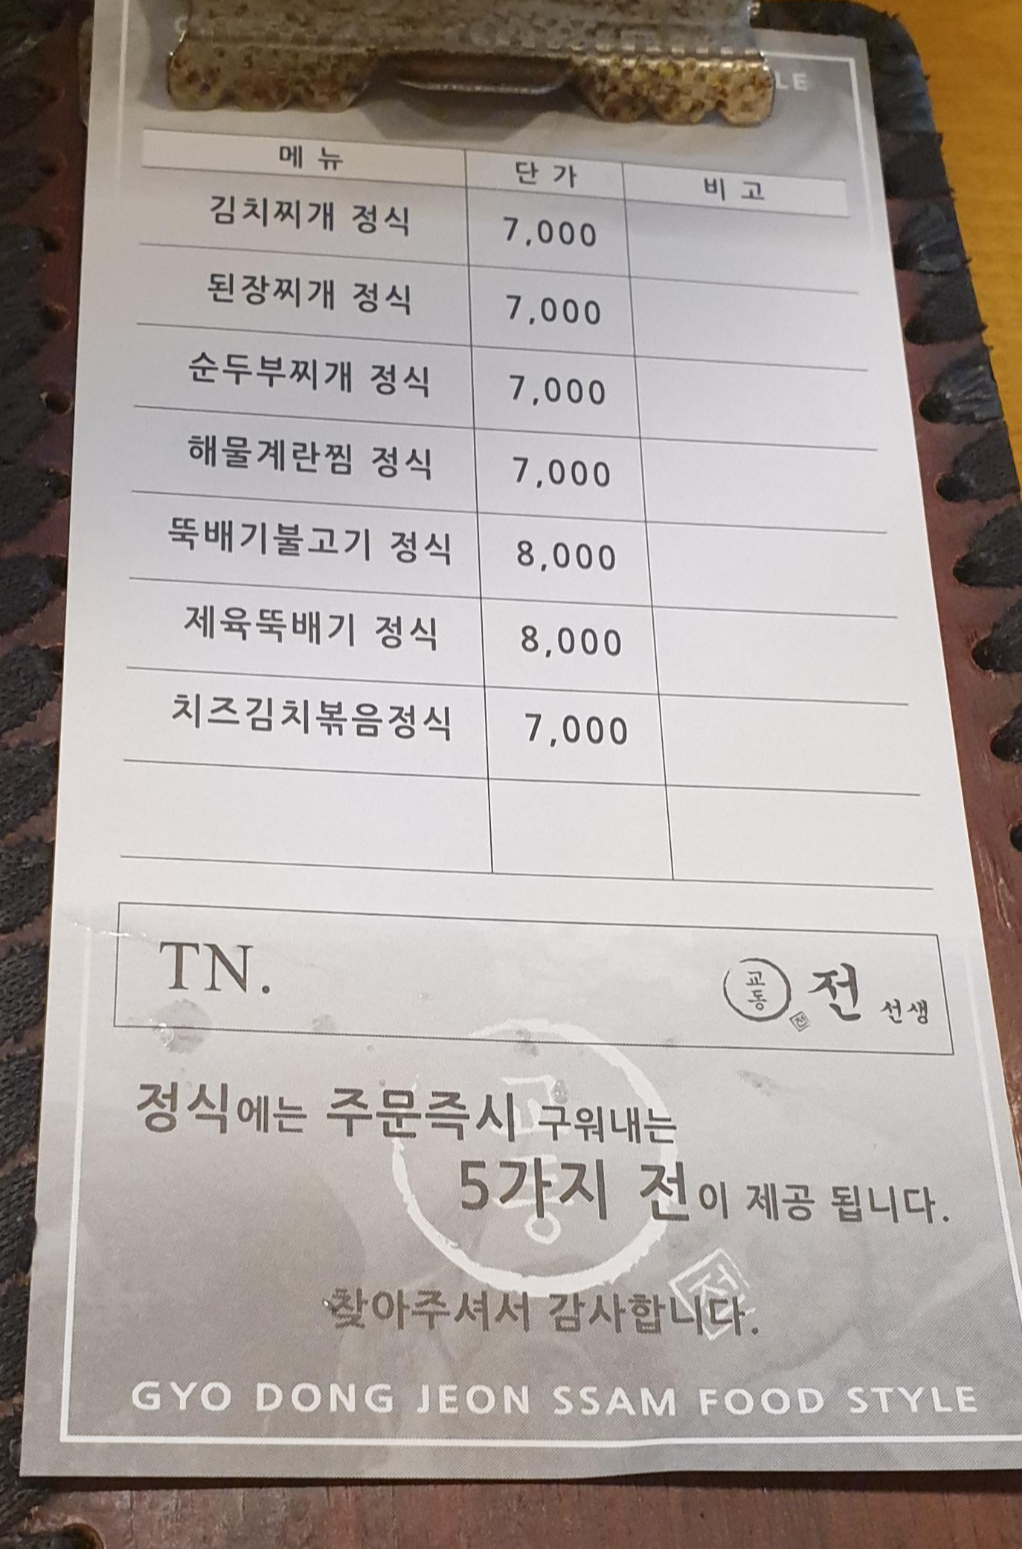 LE
메 뉴 단 가 비 고
김치찌개 정식 7,000
된장찌개 정식 7,000
순두부찌개 정식 7,000
해물계란찜 정식 7,000
뚝배기불고기 정식 8,000
제육뚝배기 정식 8,000
치즈김치볶음정식 7,000
TN. 교동 전 전 선생
정식에는 주문즉시 구워내는
5가지 전이 제공 됩니다.
교동
전
찾아주셔서 감사합니다.
GYO DONG JEON SSAM FOOD STYLE